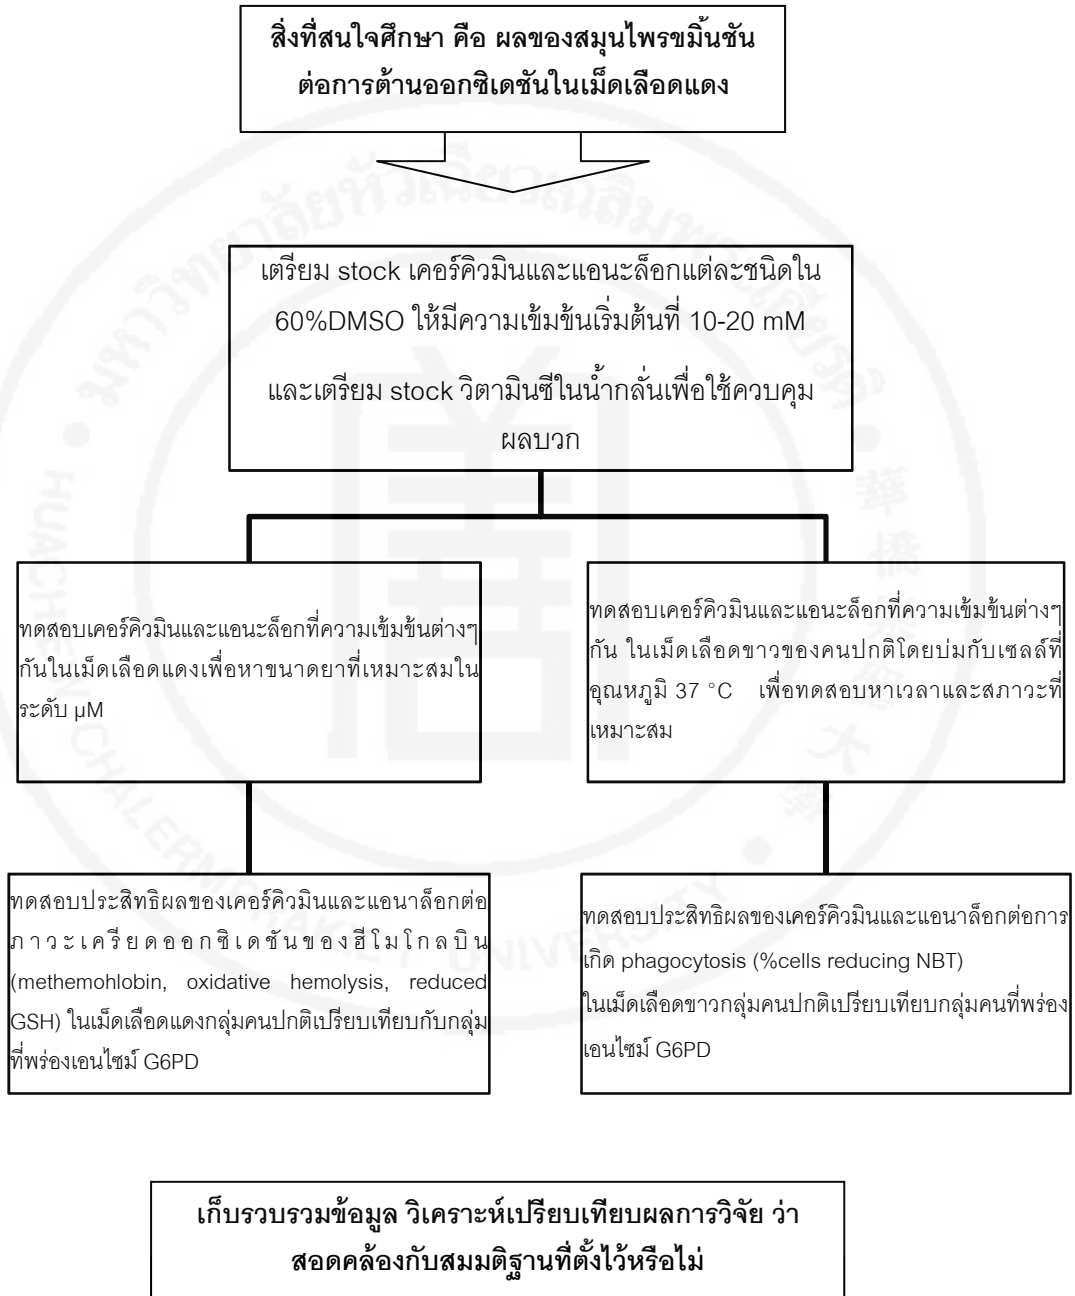 สิ่งที่สนใจศึกษา คือ ผลของสมุนไพรขมิ้นชัน
ต่อการต้านออกซิเดชันในเม็ดเลือดแดง
เตรียม stock เคอร์คิวมินและแอนะล็อกแต่ละชนิดใน
60%DMSO ให้มีความเข้มข้นเริ่มต้นที่ 10-20 mM
และเตรียม stock วิตามินซีในน้ำกลั่นเพื่อใช้ควบคุม
ผลบวก
ทดสอบเคอร์คิวมินและแอนะล็อกที่ความเข้มข้นต่างๆ
กันในเม็ดเลือดแดงเพื่อหาขนาดยาที่เหมาะสมใน
ระดับ µM
ทดสอบเคอร์คิวมินและแอนะล็อกที่ความเข้มข้นต่างๆ
กัน ในเม็ดเลือดขาวของคนปกติโดยบ่มกับเซลล์ที่
อุณหภูมิ 37 °C เพื่อทดสอบหาเวลาและสภาวะที่
เหมาะสม
ทดสอบประสิทธิผลของเคอร์คิวมินและแอนาล็อกต่อ
ภาวะเครียดออกซิเดชันของฮีโมโกลบิน
(methemohlobin, oxidative hemolysis, reduced
GSH) ในเม็ดเลือดแดงกลุ่มคนปกติเปรียบเทียบกับกลุ่ม
ที่พร่องเอนไซม์ G6PD
ทดสอบประสิทธิผลของเคอร์คิวมินและแอนาล็อกต่อการ
เกิด phagocytosis (%cells reducing NBT)
ในเม็ดเลือดขาวกลุ่มคนปกติเปรียบเทียบกลุ่มคนที่พร่อง
เอนไซม์ G6PD
เก็บรวบรวมข้อมูล วิเคราะห์เปรียบเทียบผลการวิจัย ว่า
สอดคล้องกับสมมติฐานที่ตั้งไว้หรือไม่
มหาวิทยาลัยหัวเฉียวเฉลิมพระเกียรติ
HUACHIEW CHALERMPRAKIET UNIVERSITY